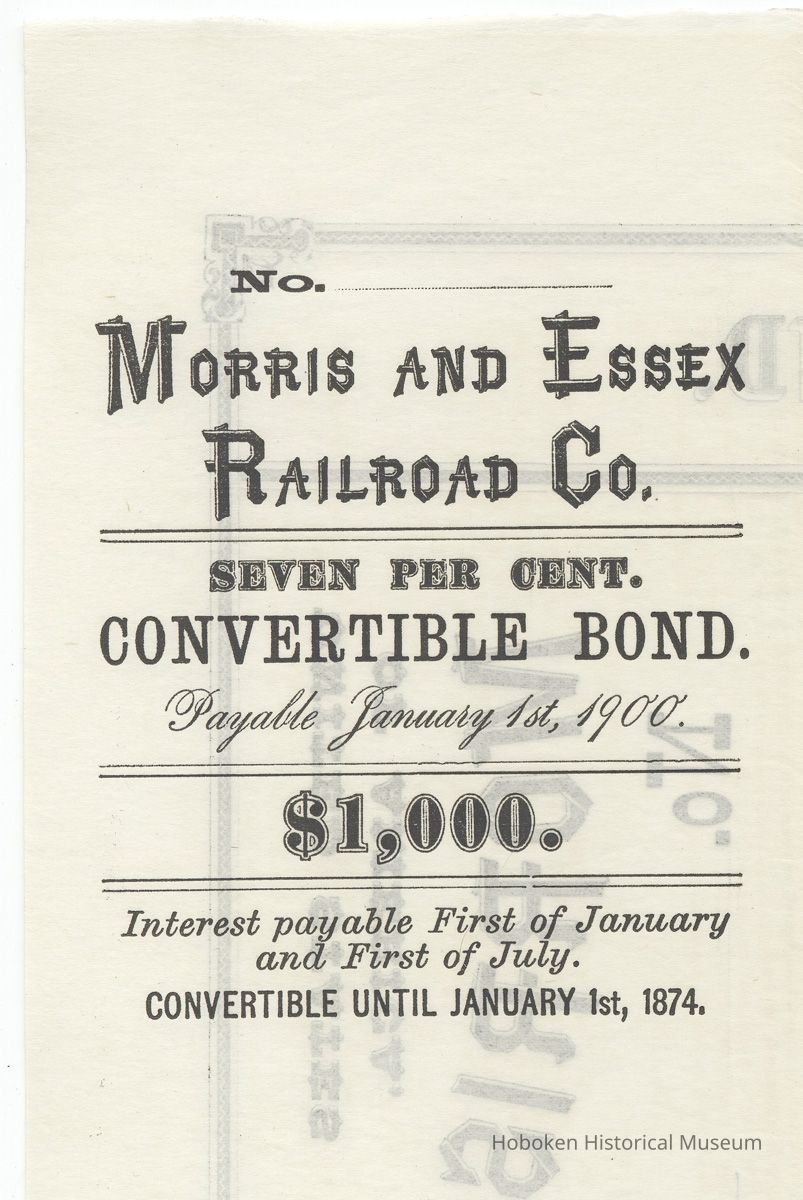 No.
Morris and Essex
Railroad Co.
SEVEN PER CENT.
CONVERTIBLE BOND.
Payable January 1st, 1900.
$1,000.
Interest payable First of January
and First of July.
CONVERTIBLE UNTIL JANUARY 1st, 1874.
Hoboken Historical Museum